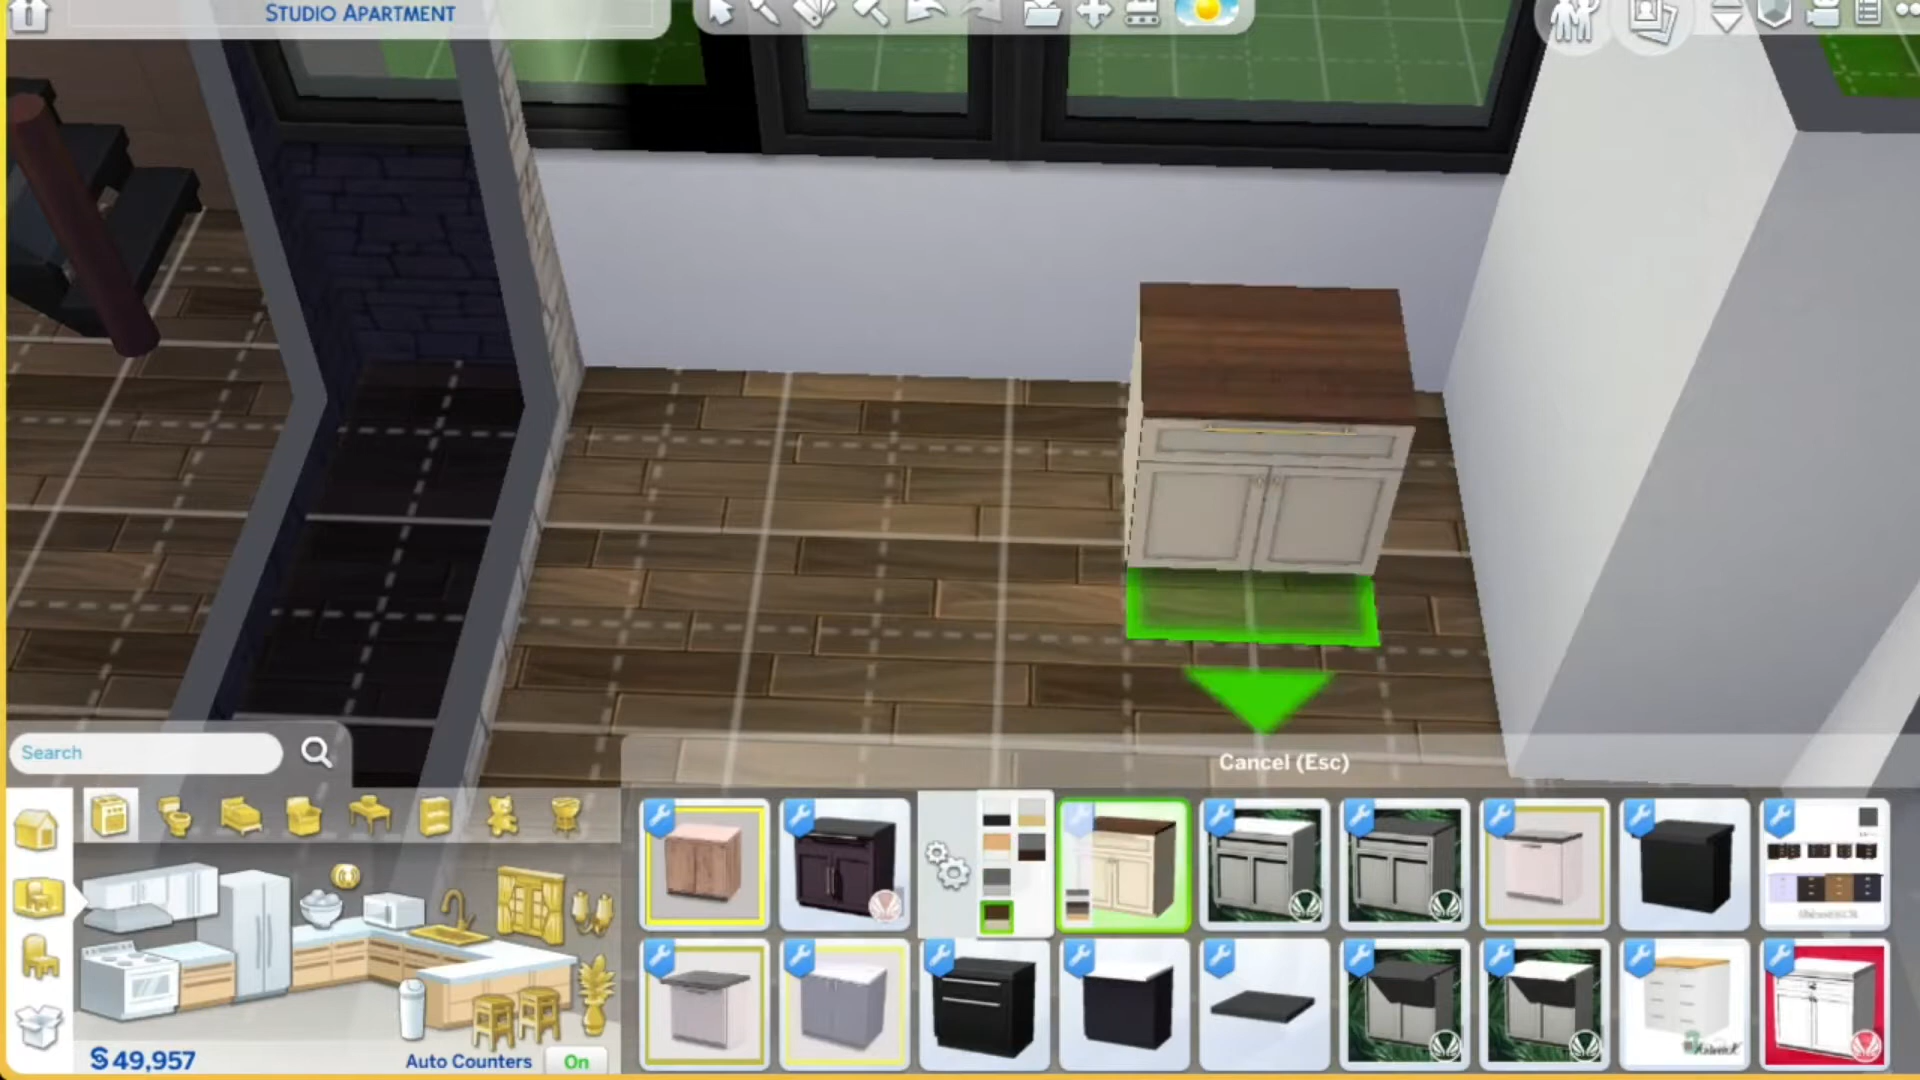 STUDIO APARTMENT
Cancel (Esc)
Search
§49,957
Auto Counters
On